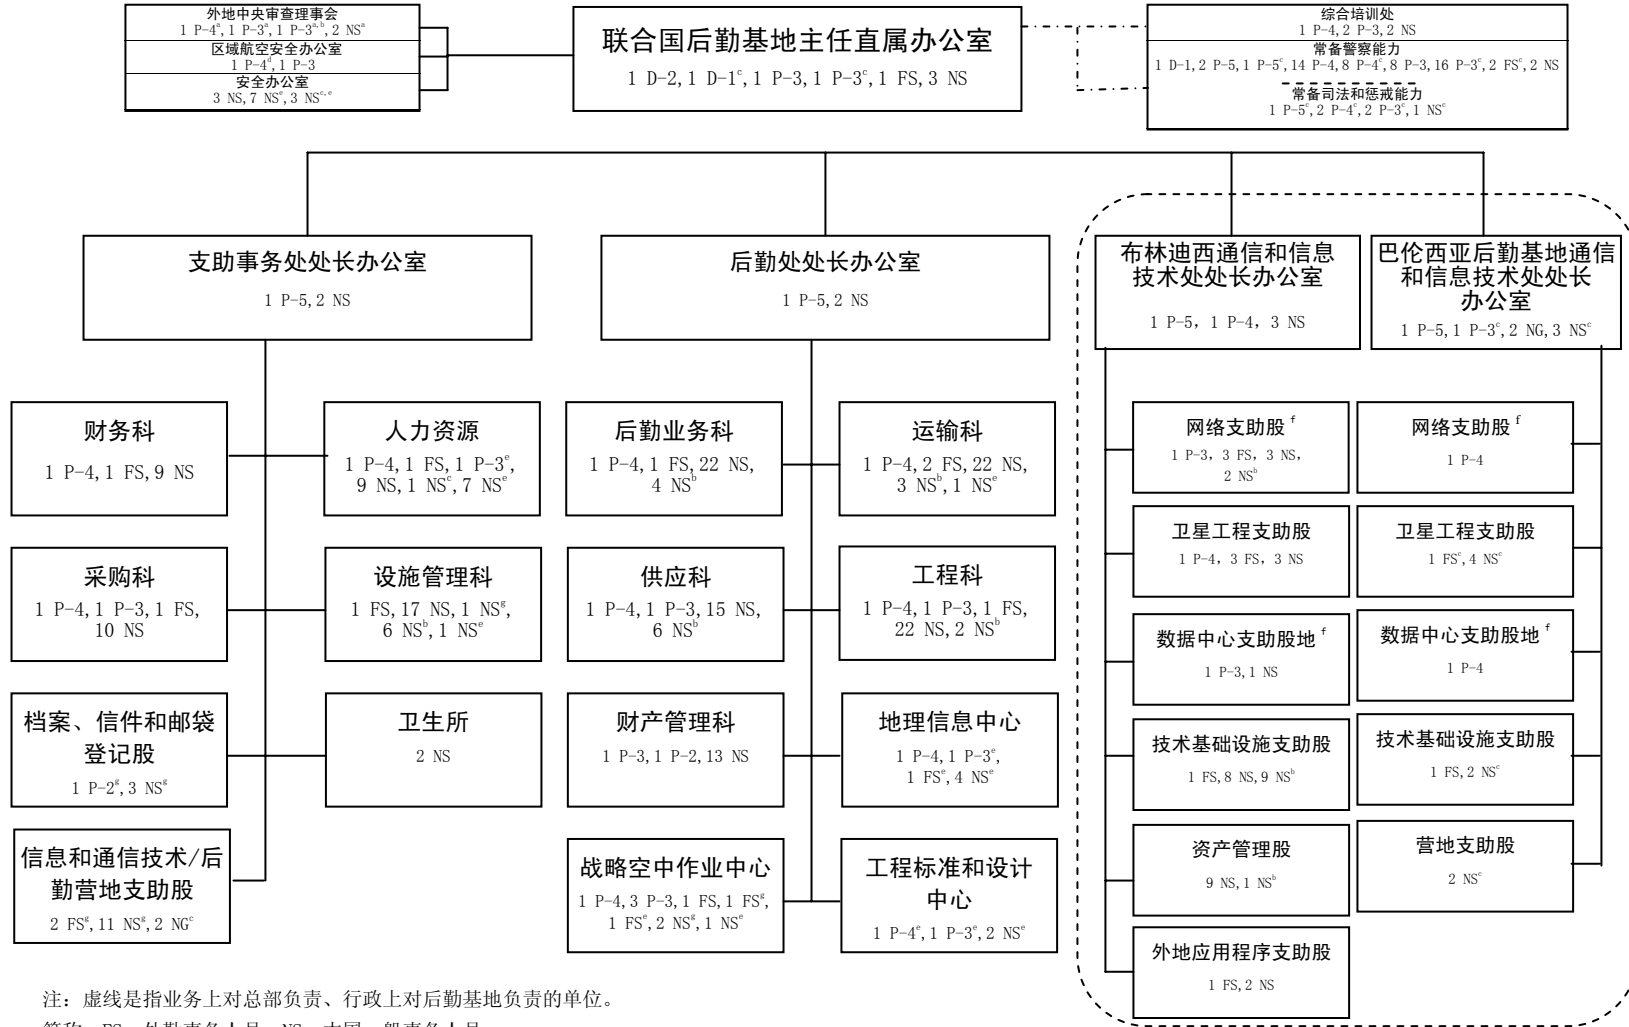 外地中央审查理事会
1 P-4ᵃ, 1 P-3ᵃ, 1 P-3ᵃ,ᵇ, 2 NSᵃ
区域航空安全办公室
1 P-4ᵈ, 1 P-3
安全办公室
3 NS, 7 NSᵉ, 3 NSᶜ,ᵉ
联合国后勤基地主任直属办公室
1 D-2, 1 D-1ᶜ, 1 P-3, 1 P-3ᶜ, 1 FS, 3 NS
综合培训处
1 P-4, 2 P-3, 2 NS
常备警察能力
1 D-1, 2 P-5, 1 P-5ᶜ, 14 P-4, 8 P-4ᶜ, 8 P-3, 16 P-3ᶜ, 2 FSᶜ, 2 NS
常备司法和惩戒能力
1 P-5ᶜ, 2 P-4ᶜ, 2 P-3ᶜ, 1 NSᶜ
支助事务处处长办公室
1 P-5, 2 NS
后勤处处长办公室
1 P-5, 2 NS
布林迪西通信和信息
技术处处长办公室
1 P-5, 1 P-4, 3 NS
巴伦西亚后勤基地通信
和信息技术处处长
办公室
1 P-5, 1 P-3ᶜ, 2 NG, 3 NSᶜ
财务科
1 P-4, 1 FS, 9 NS
人力资源
1 P-4, 1 FS, 1 P-3ᵉ,
9 NS, 1 NSᶜ, 7 NSᵉ
后勤业务科
1 P-4, 1 FS, 22 NS,
4 NSᵇ
运输科
1 P-4, 2 FS, 22 NS,
3 NSᵇ, 1 NSᵉ
网络支助股 ᶠ
1 P-3, 3 FS, 3 NS,
2 NSᵇ
网络支助股 ᶠ
1 P-4
卫星工程支助股
1 P-4, 3 FS, 3 NS
卫星工程支助股
1 FSᶜ, 4 NSᶜ
采购科
1 P-4, 1 P-3, 1 FS,
10 NS
设施管理科
1 FS, 17 NS, 1 NSᵍ,
6 NSᵇ, 1 NSᵉ
供应科
1 P-4, 1 P-3, 15 NS,
6 NSᵇ
工程科
1 P-4, 1 P-3, 1 FS,
22 NS, 2 NSᵇ
数据中心支助股地 ᶠ
1 P-3, 1 NS
数据中心支助股地 ᶠ
1 P-4
档案、信件和邮袋
登记股
1 P-2ᵍ, 3 NSᵍ
卫生所
2 NS
财产管理科
1 P-3, 1 P-2, 13 NS
地理信息中心
1 P-4, 1 P-3ᵉ,
1 FSᵉ, 4 NSᵉ
技术基础设施支助股
1 FS, 8 NS, 9 NSᵇ
技术基础设施支助股
1 FS, 2 NSᶜ
信息和通信技术/后
勤营地支助股
2 FSᵍ, 11 NSᵍ, 2 NGᶜ
战略空中作业中心
1 P-4, 3 P-3, 1 FS, 1 FSᵍ,
1 FSᵉ, 2 NSᵍ, 1 NSᵉ
工程标准和设计
中心
1 P-4ᵉ, 1 P-3ᵉ, 2 NSᵉ
资产管理股
9 NS, 1 NSᵇ
营地支助股
2 NSᶜ
外地应用程序支助股
1 FS, 2 NS
注：虚线是指业务上对总部负责、行政上对后勤基地负责的单位。